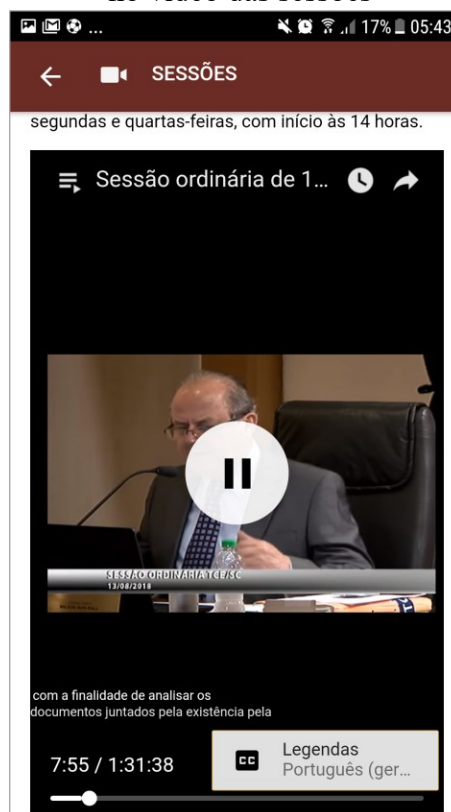 17% 05:43
SESSÕES
segundas e quartas-feiras, com início às 14 horas.
Sessão ordinária de 1...
SESSÃO ORDINÁRIA TCE/SC
13/08/2018
com a finalidade de analisar os
documentos juntados pela existência pela
Legendas
7:55 / 1:31:38
Português (ger...